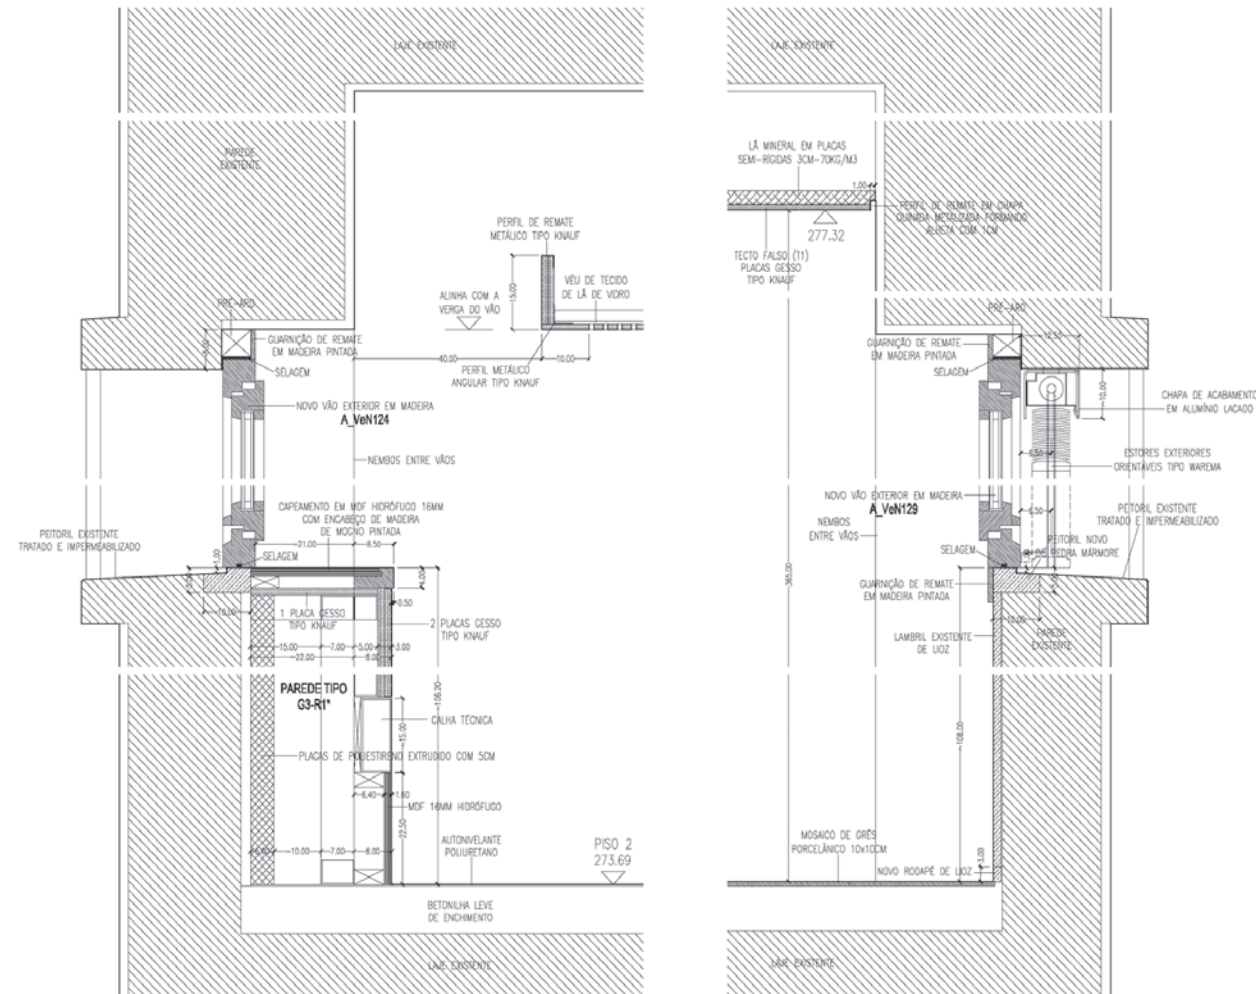 LAJE EXISTENTE
LAJE EXISTENTE
PAREDE
EXISTENTE
LÃ MINERAL EM PLACAS
SEMI-RÍGIDAS 3CM-70KG/M3
1,00
PERFIL DE REMATE EM CHAPA
QUINADA METALIZADA FORMANDO
ALHETA COM 1CM
277.32
TECTO FALSO (T1)
PLACAS GESSO
TIPO KNAUF
PERFIL DE REMATE
METÁLICO TIPO KNAUF
15.00
VÉU DE TECIDO
DE LÃ DE VIDRO
ALINHA COM A
VERGA DO VÃO
40.00
10.00
PERFIL METÁLICO
ANGULAR TIPO KNAUF
PRÉ-ARO
GUARNIÇÃO DE REMATE
EM MADEIRA PINTADA
SELAGEM
NOVO VÃO EXTERIOR EM MADEIRA
A_VeN124
NEMBOS ENTRE VÃOS
CAPEAMENTO EM MDF HIDRÓFUGO 16MM
COM ENCABEÇO DE MADEIRA
DE MOGNO PINTADA
21.00
8.50
PEITORIL EXISTENTE
TRATADO E IMPERMEABILIZADO
1,00
SELAGEM
4.00
10.00
0.50
1 PLACA GESSO
TIPO KNAUF
2 PLACAS GESSO
TIPO KNAUF
15.00
7.00
5.00
3.00
22.00
8.00
PAREDE TIPO
G3-R1*
106.20
CALHA TÉCNICA
15.00
PLACAS DE POLIESTIRENO EXTRUDIDO COM 5CM
6.40
1.60
MDF 16MM HIDRÓFUGO
22.50
AUTONIVELANTE
POLIURETANO
10.00
7.00
8.00
PISO 2
273.69
BETONILHA LEVE
DE ENCHIMENTO
LAJE EXISTENTE
PRÉ-ARO
12.50
GUARNIÇÃO DE REMATE
EM MADEIRA PINTADA
SELAGEM
10.00
CHAPA DE ACABAMENTO
EM ALUMÍNIO LACADO
ESTORES EXTERIORES
ORIENTÁVEIS TIPO WAREMA
NOVO VÃO EXTERIOR EM MADEIRA
A_VeN129
NEMBOS
ENTRE VÃOS
PEITORIL EXISTENTE
TRATADO E IMPERMEABILIZADO
SELAGEM
PEITORIL NOVO
DE PEDRA MÁRMORE
GUARNIÇÃO DE REMATE
EM MADEIRA PINTADA
365.00
LAMBRIL EXISTENTE
DE LIOZ
PAREDE
EXISTENTE
108.00
MOSAICO DE GRÊS
PORCELÂNICO 10x10CM
3.00
NOVO RODAPÉ DE LIOZ
LAJE EXISTENTE